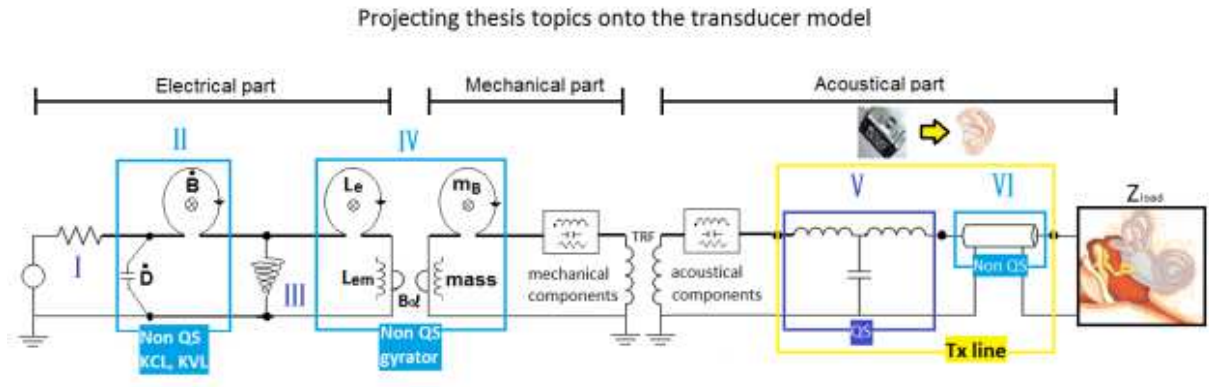 Projecting thesis topics onto the transducer model
Electrical part
Mechanical part
Acoustical part
II
IV
V
VI
Ḃ
Le
mB
Zload
I
Ḋ
III
Lem
B₀ℓ
mass
mechanical
components
TRF
acoustical
components
Non QS
KCL, KVL
Non QS
gyrator
QS
Non QS
Tx line